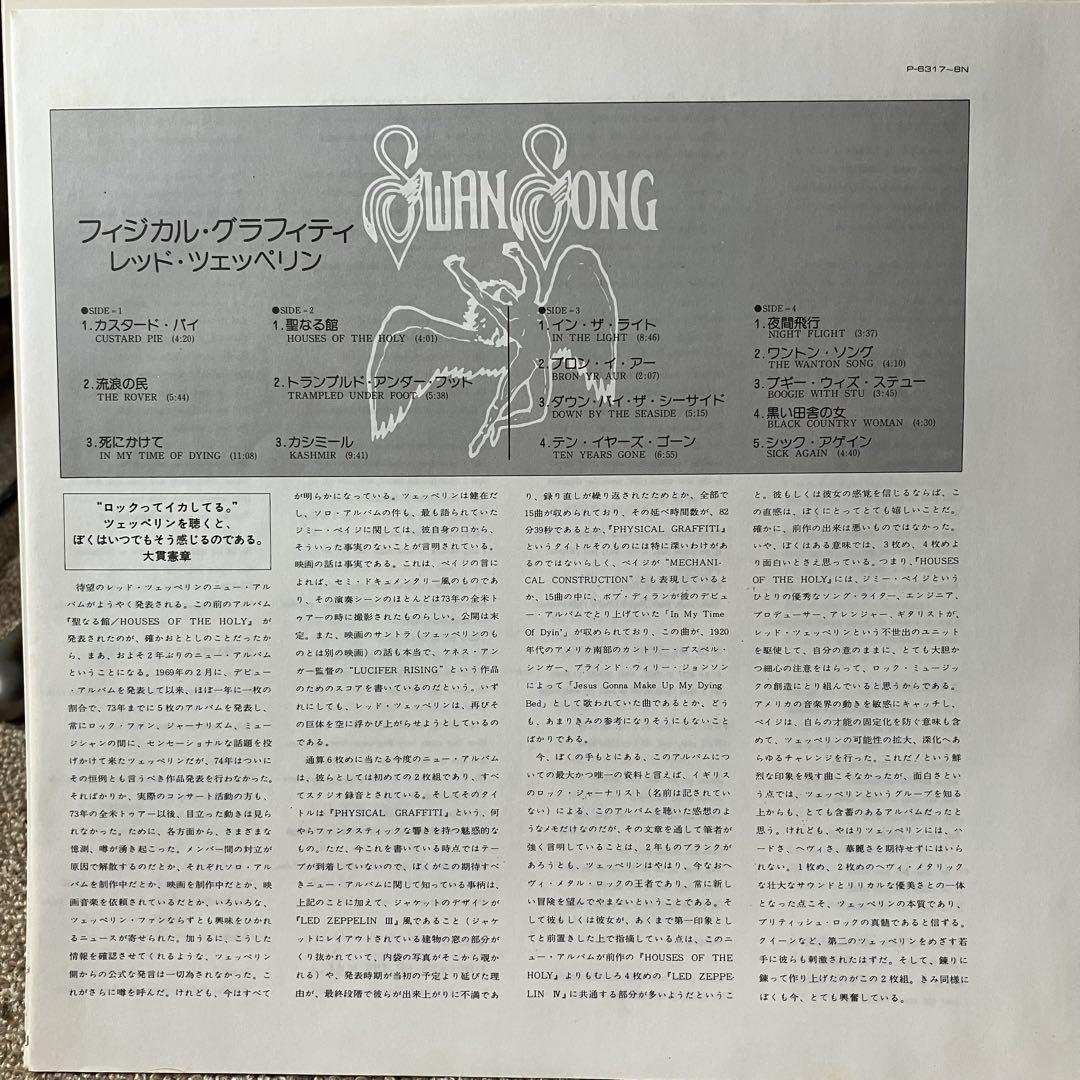 P-6317~8N
SWAN SONG
フィジカル・グラフィティ
レッド・ツェッペリン
●SIDE-1
1.カスタード・パイ
CUSTARD PIE (4:20)
2.流浪の民
THE ROVER (5:44)
3.死にかけて
IN MY TIME OF DYING (11:08)
●SIDE-2
1.聖なる館
HOUSES OF THE HOLY (4:01)
2.トランプルド・アンダー・フット
TRAMPLED UNDER FOOT (5:38)
3.カシミール
KASHMIR (9:41)
●SIDE-3
1.イン・ザ・ライト
IN THE LIGHT (8:46)
2.ブロン・イ・アー
BRON YR AUR (2:07)
3.ダウン・バイ・ザ・シーサイド
DOWN BY THE SEASIDE (5:15)
4.テン・イヤーズ・ゴーン
TEN YEARS GONE (6:55)
●SIDE-4
1.夜間飛行
NIGHT FLIGHT (3:37)
2.ワントン・ソング
THE WANTON SONG (4:10)
3.ブギー・ウィズ・ステュー
BOOGIE WITH STU (3:45)
4.黒い田舎の女
BLACK COUNTRY WOMAN (4:30)
5.シック・アゲイン
SICK AGAIN (4:40)
“ロックってイカしてる。”
ツェッペリンを聴くと、
ぼくはいつでもそう感じるのである。
大貫憲章
待望のレッド・ツェッペリンのニュー・アル
バムがようやく発表される。この前のアルバム
『聖なる館/HOUSES OF THE HOLY』が
発表されたのが、確かおととしのことだったか
ら、まあ、およそ2年ぶりのニュー・アルバム
ということになる。1969年の2月に、デビュー
・アルバムを発表して以来、ほぼ一年に一枚の
割合で、73年までに5枚のアルバムを発表し、
常にロック・ファン、ジャーナリズム、ミュー
ジシャンの間に、センセーショナルな話題を投
げかけて来たツェッペリンだが、74年はついに
その恒例とも言うべき作品発表を行わなかった。
そればかりか、実際のコンサート活動の方も、
73年の全米トゥアー以後、目立った動きは見ら
れなかった。ために、各方面から、さまざまな
憶測、噂が湧き起こった。メンバー間の対立が
原因で解散するのだとか、それぞれソロ・アル
バムを制作中だとか、映画を制作中だとか、映
画音楽を依頼されているだとか、いろいろな、
ツェッペリン・ファンならずとも興味をひかれ
るニュースが寄せられた。加うるに、こうした
情報を確認させてくれるような、ツェッペリン
側からの公式な発言は一切為されなかった。こ
れがさらに噂を呼んだ。けれども、今はすべて
が明らかになっている。ツェッペリンは健在だ
し、ソロ・アルバムの件も、最も語られていた
ジミー・ペイジに関しては、彼自身の口から、
そういった事実のないことが言明されている。
映画の話は事実である。これは、ペイジの言に
よれば、セミ・ドキュメンタリー風のものであ
り、その演奏シーンのほとんどは73年の全米ト
ゥアーの時に撮影されたものらしい。公開は未
定。また、映画のサントラ(ツェッペリンのも
のとは別の映画)の話も本当で、ケネス・アン
ガー監督の“LUCIFER RISING”という作品
のためのスコアを書いているのだという。いず
れにしても、レッド・ツェッペリンは、再びそ
の巨体を空に浮かび上がらせようとしているの
である。
通算6枚めに当たる今度のニュー・アルバム
は、彼らとしては初めての2枚組であり、すべ
てスタジオ録音とされている。そしてそのタイ
トルは『PHYSICAL GRAFFITI』という、何
やらファンタスティックな響きを持つ魅惑的な
もの。ただ、今これを書いている時点ではテー
プが到着していないので、ぼくがこの期待すべ
きニュー・アルバムに関して知っている事柄は、
上記のことに加えて、ジャケットのデザインが
『LED ZEPPELIN III』風であること(ジャケ
ットにレイアウトされている建物の窓の部分が
くり抜かれていて、内袋の写真がそこから覗か
れる)や、発表時期が当初の予定より延びた理
由が、最終段階で彼らが出来上がりに不満であ
り、録り直しが繰り返されたためとか、全部で
15曲が収められており、その延べ時間数が、82
分39秒であるとか、『PHYSICAL GRAFFITI』
というタイトルそのものには特に深いわけがあ
るのではないらしく、ペイジが“MECHANI-
CAL CONSTRUCTION”とも表現していると
か、15曲の中に、ボブ・ディランが彼のデビュ
ー・アルバムでとり上げていた「In My Time
Of Dyin'」が収められており、この曲が、1920
年代のアメリカ南部のカントリー・ゴスペル・
シンガー、ブラインド・ウィリー・ジョンソン
によって「Jesus Gonna Make Up My Dying
Bed」として歌われていた曲であるとか、どう
も、あまりきみの参考になりそうにもないこと
ばかりである。
今、ぼくの手もとにある、このアルバムにつ
いての最大かつ唯一の資料と言えば、イギリス
のロック・ジャーナリスト(名前は記されてい
ない)による、このアルバムを聴いた感想のよ
うなメモだけなのだが、その文章を通して筆者が
強く言明していることは、2年ものブランクが
あろうとも、ツェッペリンはやはり、今なおヘ
ヴィ・メタル・ロックの王者であり、常に新し
い冒険を望んでやまないということである。そ
して彼もしくは彼女が、あくまで第一印象とし
てと前置きした上で指摘している点は、このニ
ュー・アルバムが前作の『HOUSES OF THE
HOLY』よりもむしろ4枚めの『LED ZEPPE-
LIN IV』に共通する部分が多いようだというこ
と。彼もしくは彼女の感覚を信じるならば、こ
の直感は、ぼくにとってとても嬉しいことだ。
確かに、前作の出来は悪いものではなかった。
いや、ぼくはある意味では、3枚め、4枚めよ
り面白いとさえ思っている。つまり、『HOUSES
OF THE HOLY』には、ジミー・ペイジという
ひとりの優秀なソング・ライター、エンジニア、
プロデューサー、アレンジャー、ギタリストが、
レッド・ツェッペリンという不世出のユニット
を駆使して、自分の意のままに、とても大胆か
つ細心の注意をはらって、ロック・ミュージッ
クの創造にとり組んでいると思うからである。
アメリカの音楽界の動きを敏感にキャッチし、
ペイジは、自らの才能の固定化を防ぐ意味も含
めて、ツェッペリンの可能性の拡大、深化へあ
らゆるチャレンジを行った。これだ!という鮮
烈な印象を残す曲こそなかったが、面白さとい
う点では、ツェッペリンというグループを知る
上からも、とても含蓄のあるアルバムだったと
思う。けれども、やはりツェッペリンには、ハ
ードさ、ヘヴィさ、華麗さを期待せずにはいら
れない。1枚め、2枚めのヘヴィ・メタリック
な壮大なサウンドとリリカルな優美さとの一体
となった点こそ、ツェッペリンの本質であり、
ブリティッシュ・ロックの真髄であると信ずる。
クイーンなど、第二のツェッペリンをめざす若
手に彼らも刺激されたはずだ。そして、錬りに
錬って作り上げたのがこの2枚組。きみ同様に
ぼくも今、とても興奮している。